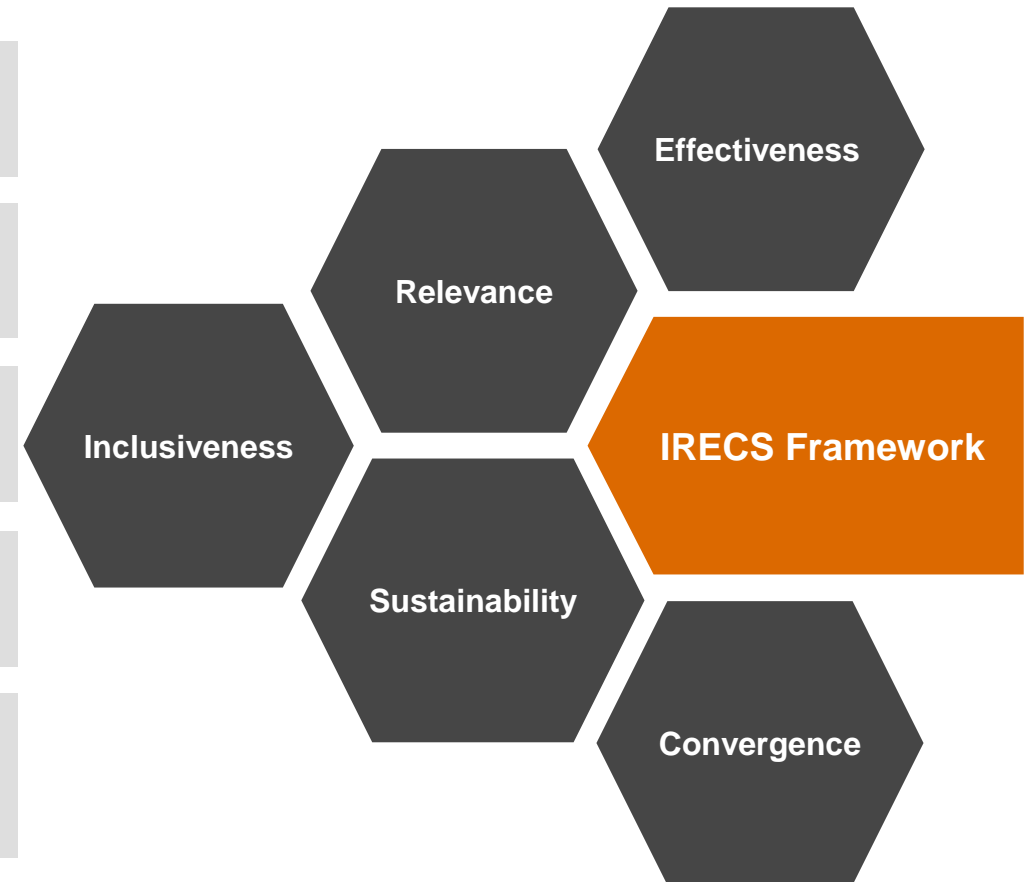 Effectiveness
Relevance
Inclusiveness
IRECS Framework
Sustainability
Convergence